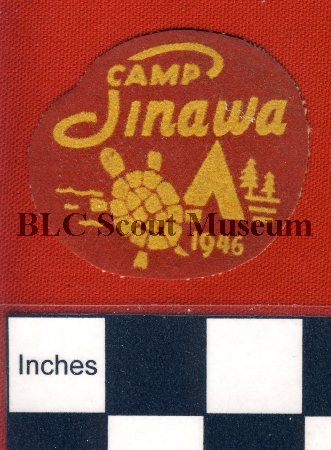 CAMP
Jinawa
BLC Scout Museum
1946
Inches